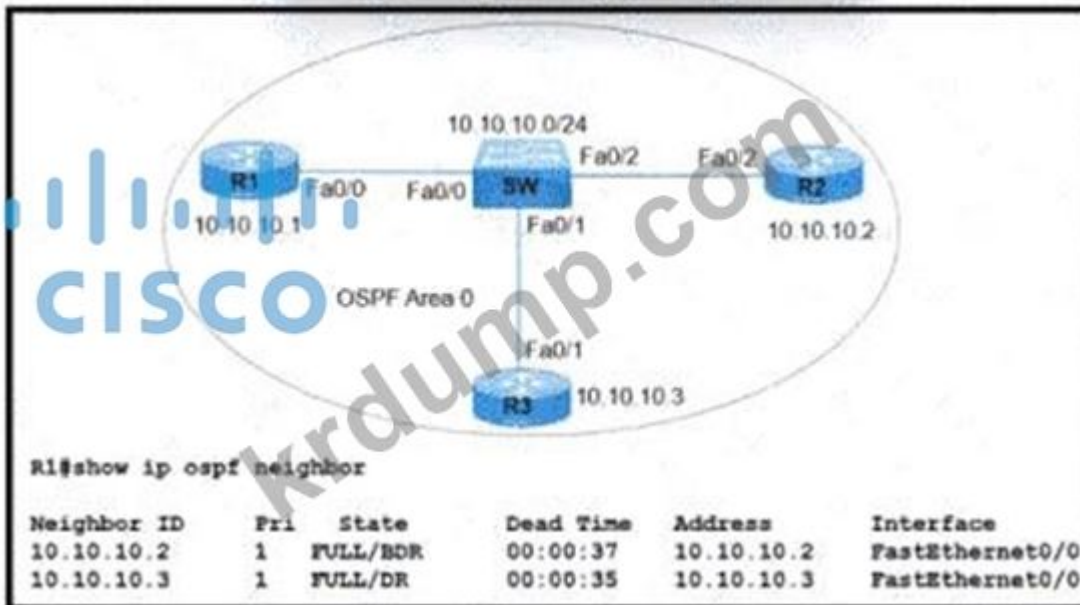 10.10.10.0/24
Fa0/2
Fa0/2
R1
SW
R2
Fa0/0
Fa0/0
10.10.10.1
Fa0/1
10.10.10.2
CISCO
OSPF Area 0
Fa0/1
R3
10.10.10.3
krdump.com
R1#show ip ospf neighbor
Neighbor ID Pri State Dead Time Address Interface
10.10.10.2 1 FULL/BDR 00:00:37 10.10.10.2 FastEthernet0/0
10.10.10.3 1 FULL/DR 00:00:35 10.10.10.3 FastEthernet0/0